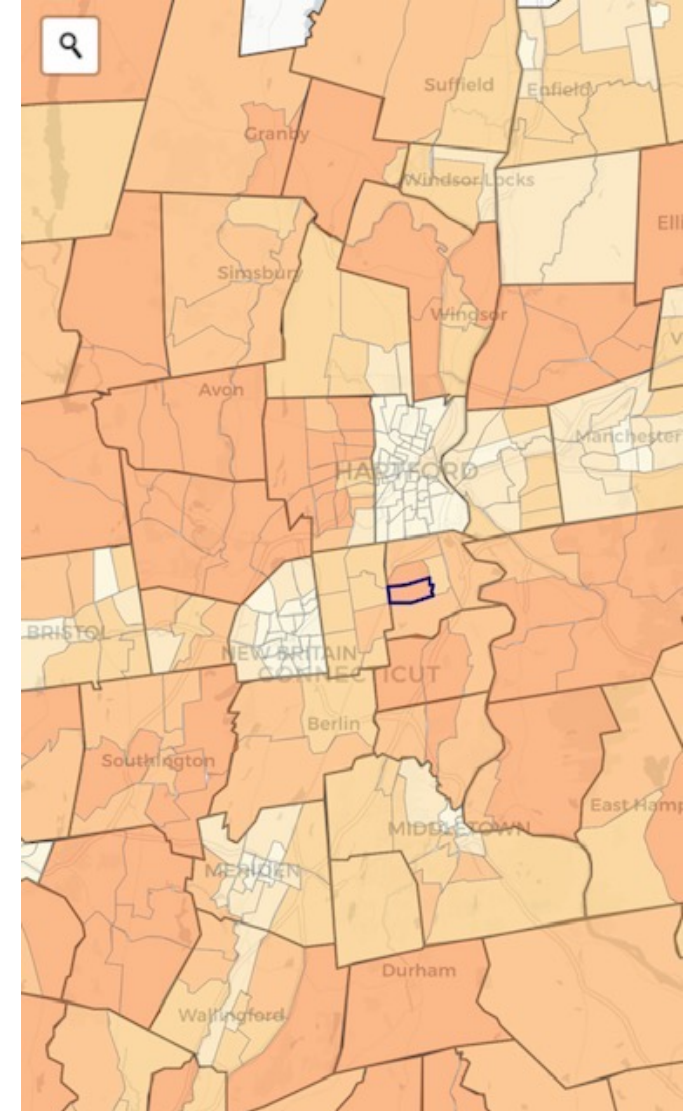 Suffield
Enfield
Granby
Windsor Locks
Elli
Simsbury
Windsor
V
Avon
Manchester
HARTFORD
BRISTOL
NEW BRITAIN
CONNECTICUT
Berlin
Southington
East Hamp
MIDDLETOWN
MERIDEN
Durham
Wallingford